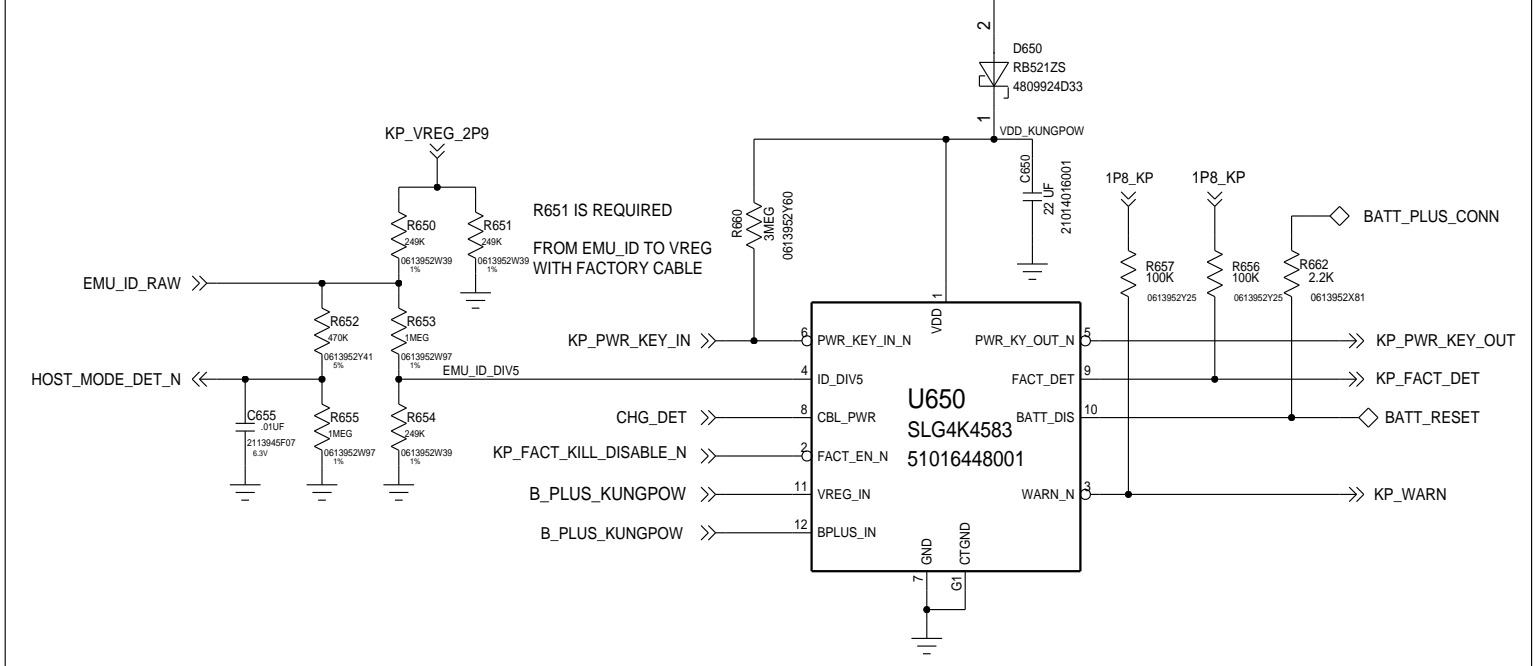 2
D650
RB521ZS
4809924D33
1
VDD_KUNGPOW
KP_VREG_2P9
C650
22 UF
21014016001
R660
3MEG
0613952Y60
1P8_KP
1P8_KP
R650
249K
0613952W39
1%
R651
249K
0613952W39
1%
R651 IS REQUIRED
FROM EMU_ID TO VREG
WITH FACTORY CABLE
BATT_PLUS_CONN
R657
100K
0613952Y25
R656
100K
0613952Y25
R662
2.2K
0613952X81
EMU_ID_RAW
R652
470K
0613952Y41
5%
R653
1MEG
0613952W97
1%
VDD
1
KP_PWR_KEY_IN
6
PWR_KEY_IN_N
PWR_KY_OUT_N
5
KP_PWR_KEY_OUT
HOST_MODE_DET_N
EMU_ID_DIV5
4
ID_DIV5
FACT_DET
9
KP_FACT_DET
C655
.01UF
2113945F07
6.3V
R655
1MEG
0613952W97
1%
R654
249K
0613952W39
1%
U650
SLG4K4583
51016448001
CHG_DET
8
CBL_PWR
BATT_DIS
10
BATT_RESET
KP_FACT_KILL_DISABLE_N
2
FACT_EN_N
B_PLUS_KUNGPOW
11
VREG_IN
WARN_N
3
KP_WARN
B_PLUS_KUNGPOW
12
BPLUS_IN
GND
7
CTGND
G1